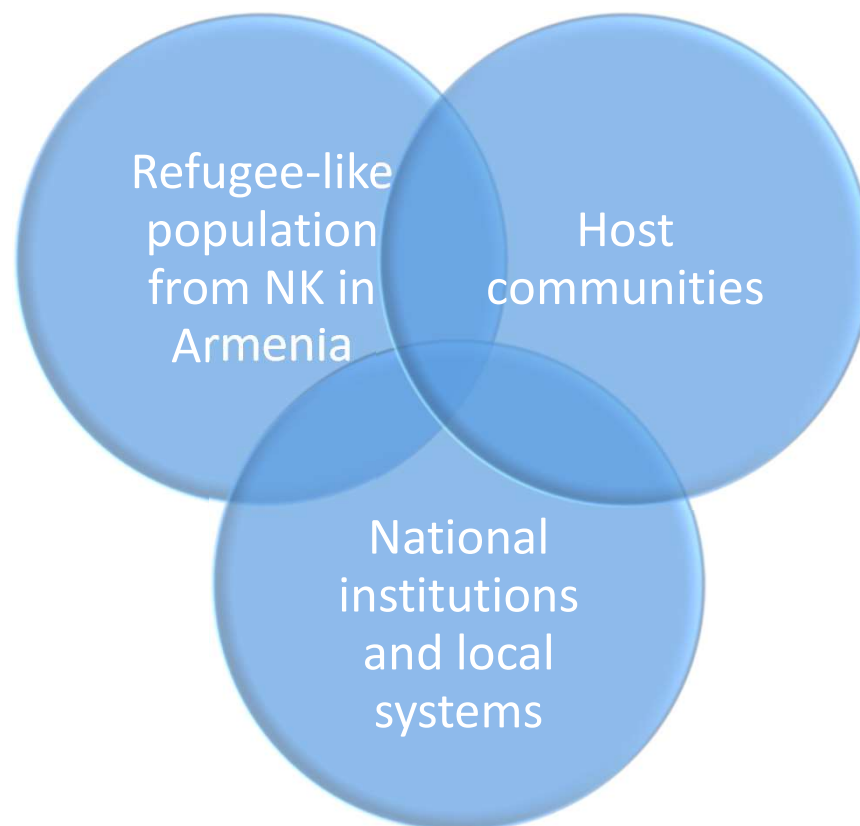 Refugee-like
population
from NK in
Armenia
Host
communities
National
institutions
and local
systems